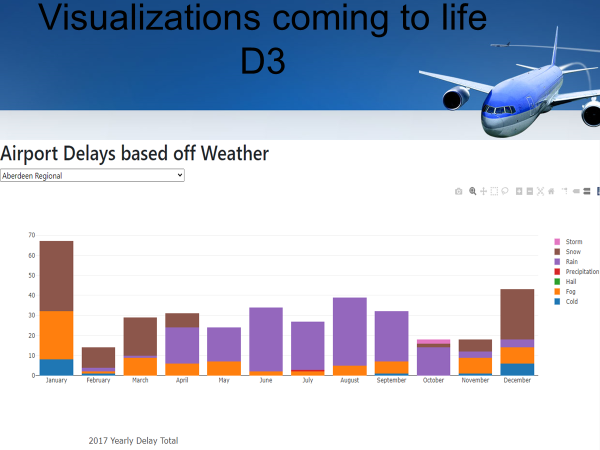 Visualizations coming to life
D3
Airport Delays based off Weather
Aberdeen Regional
70
60
50
40
30
20
10
0
January February March April May June July August September October November December
Storm
Snow
Rain
Precipitation
Hail
Fog
Cold
2017 Yearly Delay Total